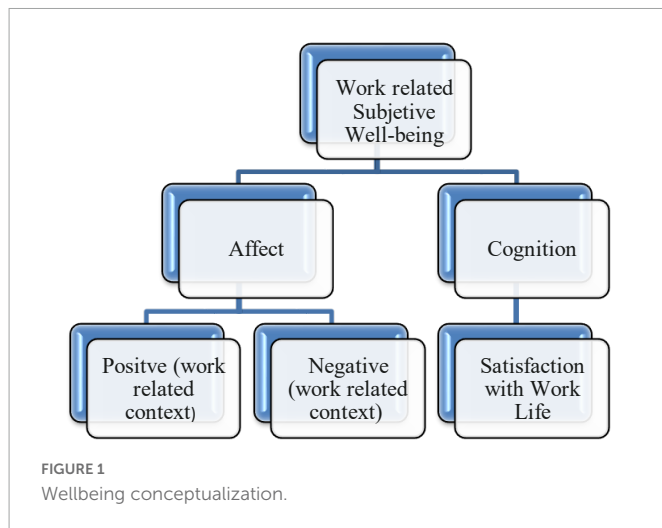 Work related
Subjetive
Well-being
Affect
Cognition
Positve (work
related
context)
Negative
(work related
context)
Satisfaction
with Work
Life
FIGURE 1
Wellbeing conceptualization.